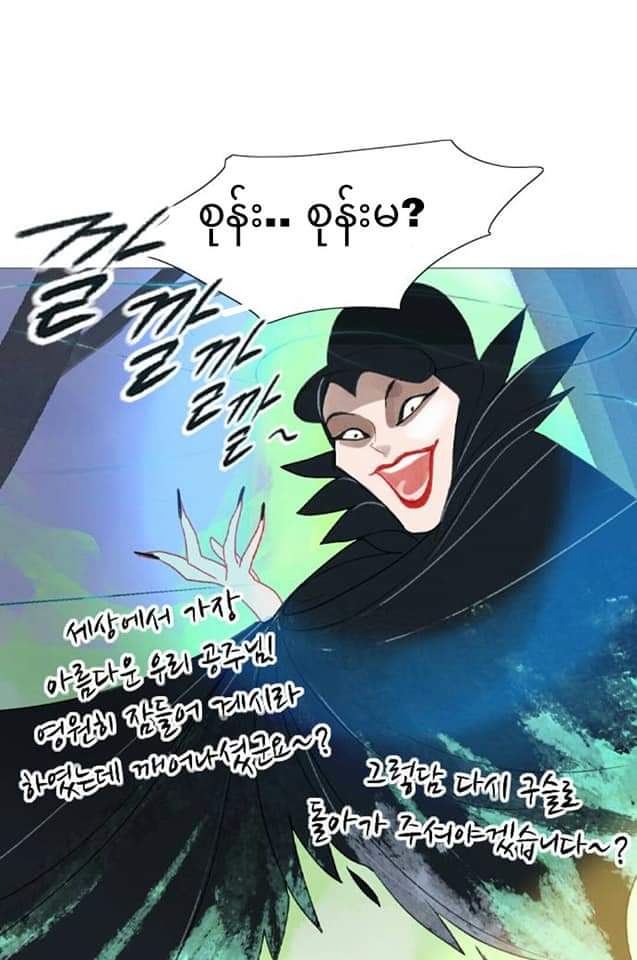 စုန်း.. စုန်းမ?
깔
깔
깔
깔~
세상에서 가장
아름다운 우리 공주님!
영원히 잠들어 계시라
하였는데 깨어나셨군요~?
그럭담 다시 구슬로
돌아가 주셔야겠습니다~?